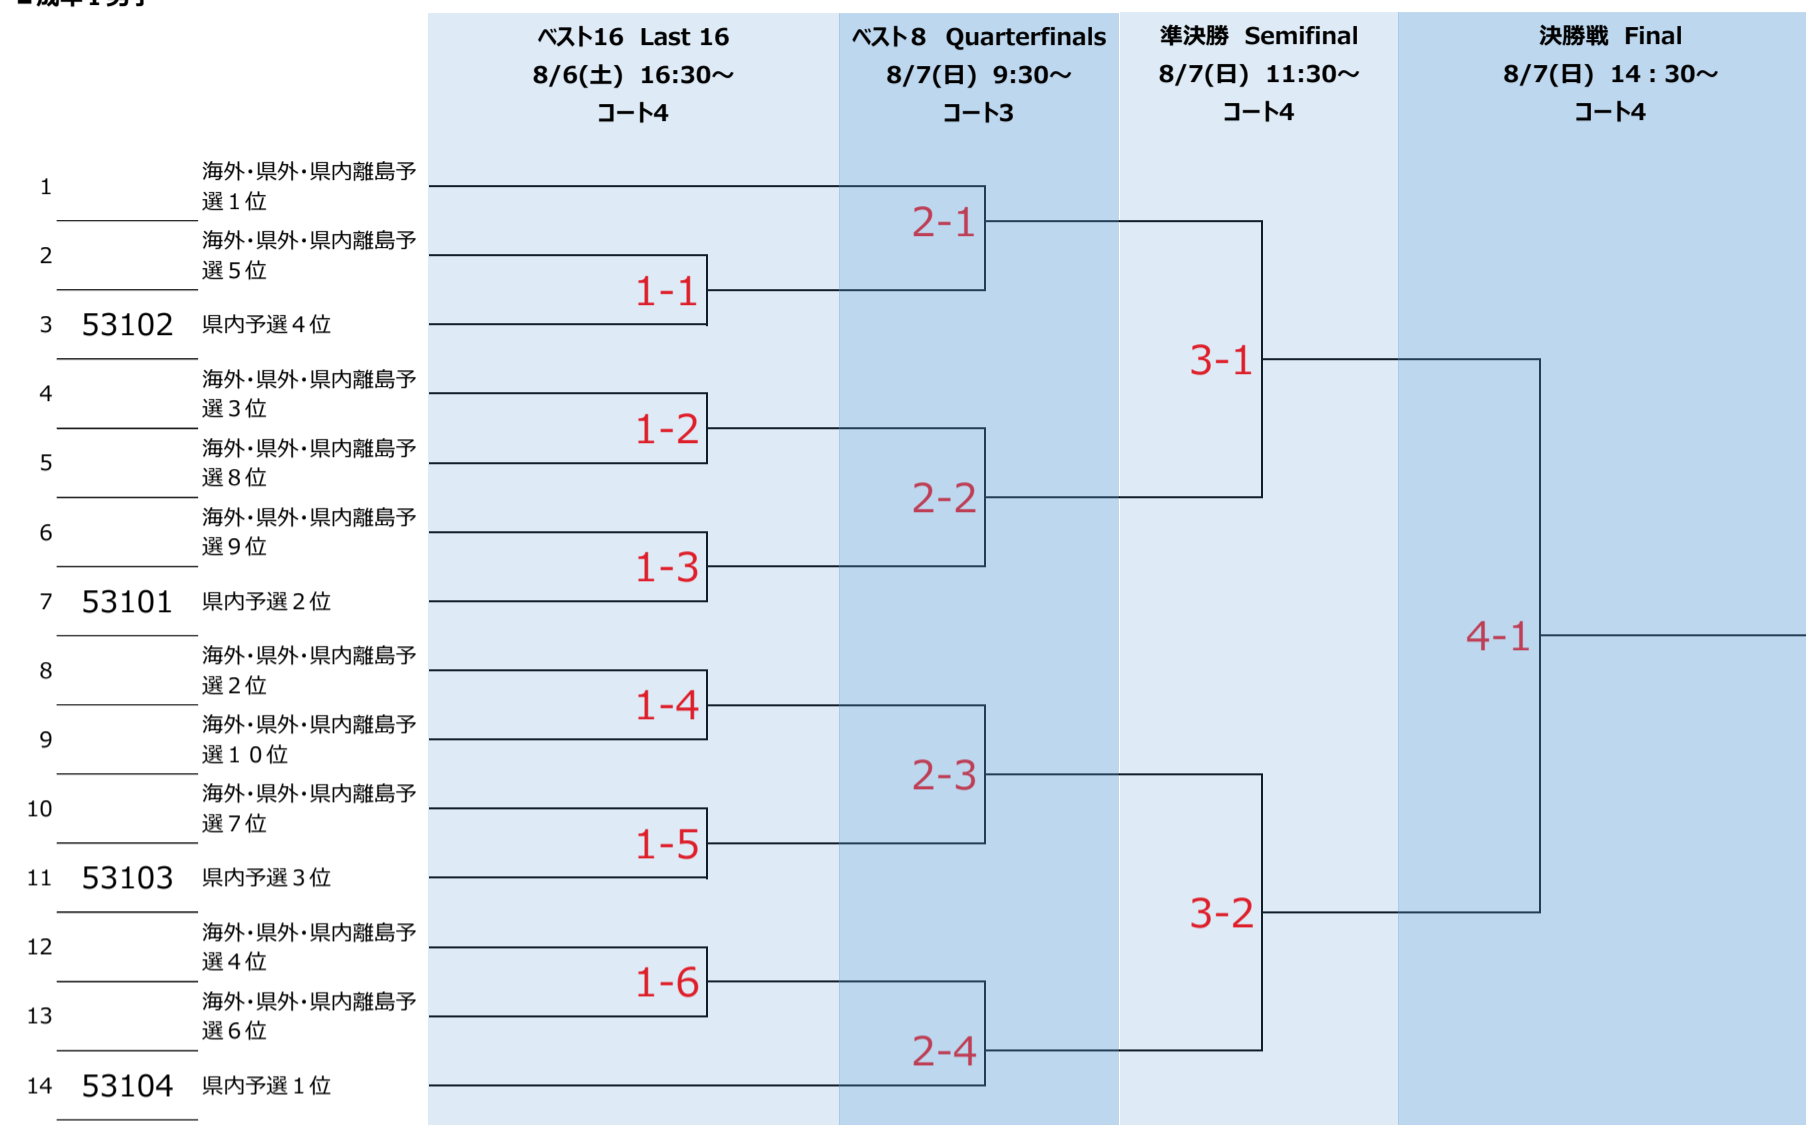 ベスト16 Last 16
8/6(土) 16:30～
コート4
ベスト８ Quarterfinals
8/7(日) 9:30～
コート3
準決勝 Semifinal
8/7(日) 11:30～
コート4
決勝戦 Final
8/7(日) 14：30～
コート4
1 海外・県外・県内離島予
選１位
2 海外・県外・県内離島予
選５位
3 53102 県内予選４位
4 海外・県外・県内離島予
選３位
5 海外・県外・県内離島予
選８位
6 海外・県外・県内離島予
選９位
7 53101 県内予選２位
8 海外・県外・県内離島予
選２位
9 海外・県外・県内離島予
選１０位
10 海外・県外・県内離島予
選７位
11 53103 県内予選３位
12 海外・県外・県内離島予
選４位
13 海外・県外・県内離島予
選６位
14 53104 県内予選１位
1-1
1-2
1-3
1-4
1-5
1-6
2-1
2-2
2-3
2-4
3-1
3-2
4-1